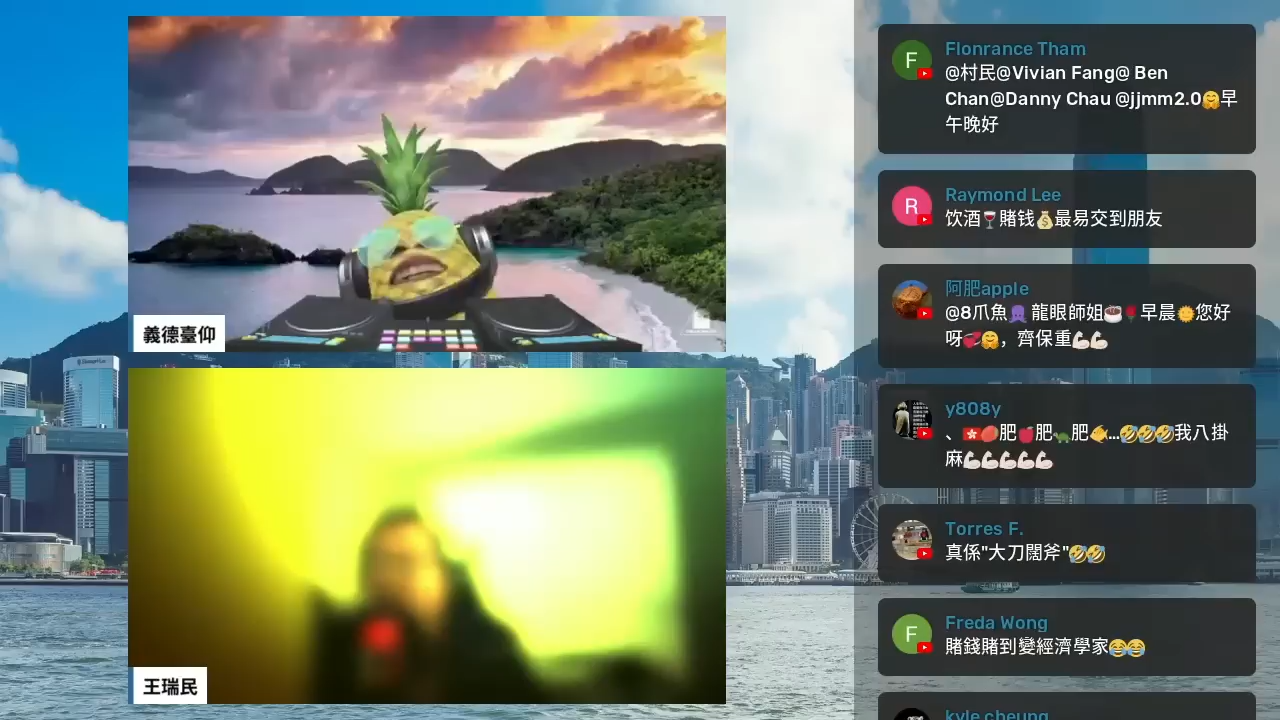 義德臺仰
王瑞民
F
Flonrance Tham
@村民@Vivian Fang@ Ben
Chan@Danny Chau @jjmm2.0🤗早
午晚好
R
Raymond Lee
饮酒🍷賭钱💰最易交到朋友
阿肥apple
@8爪魚🐙 龍眼師姐☕🌹早晨🌞您好
呀💞🤗，齊保重💪🏻💪🏻
y808y
、🇭🇰🥔肥🍎肥🐢肥🐠...🤣🤣🤣我八掛
麻💪🏻💪🏻💪🏻💪🏻💪🏻
Torres F.
真係"大刀闊斧"🤣🤣
F
Freda Wong
賭錢賭到變經濟學家😂😂
kyle cheung